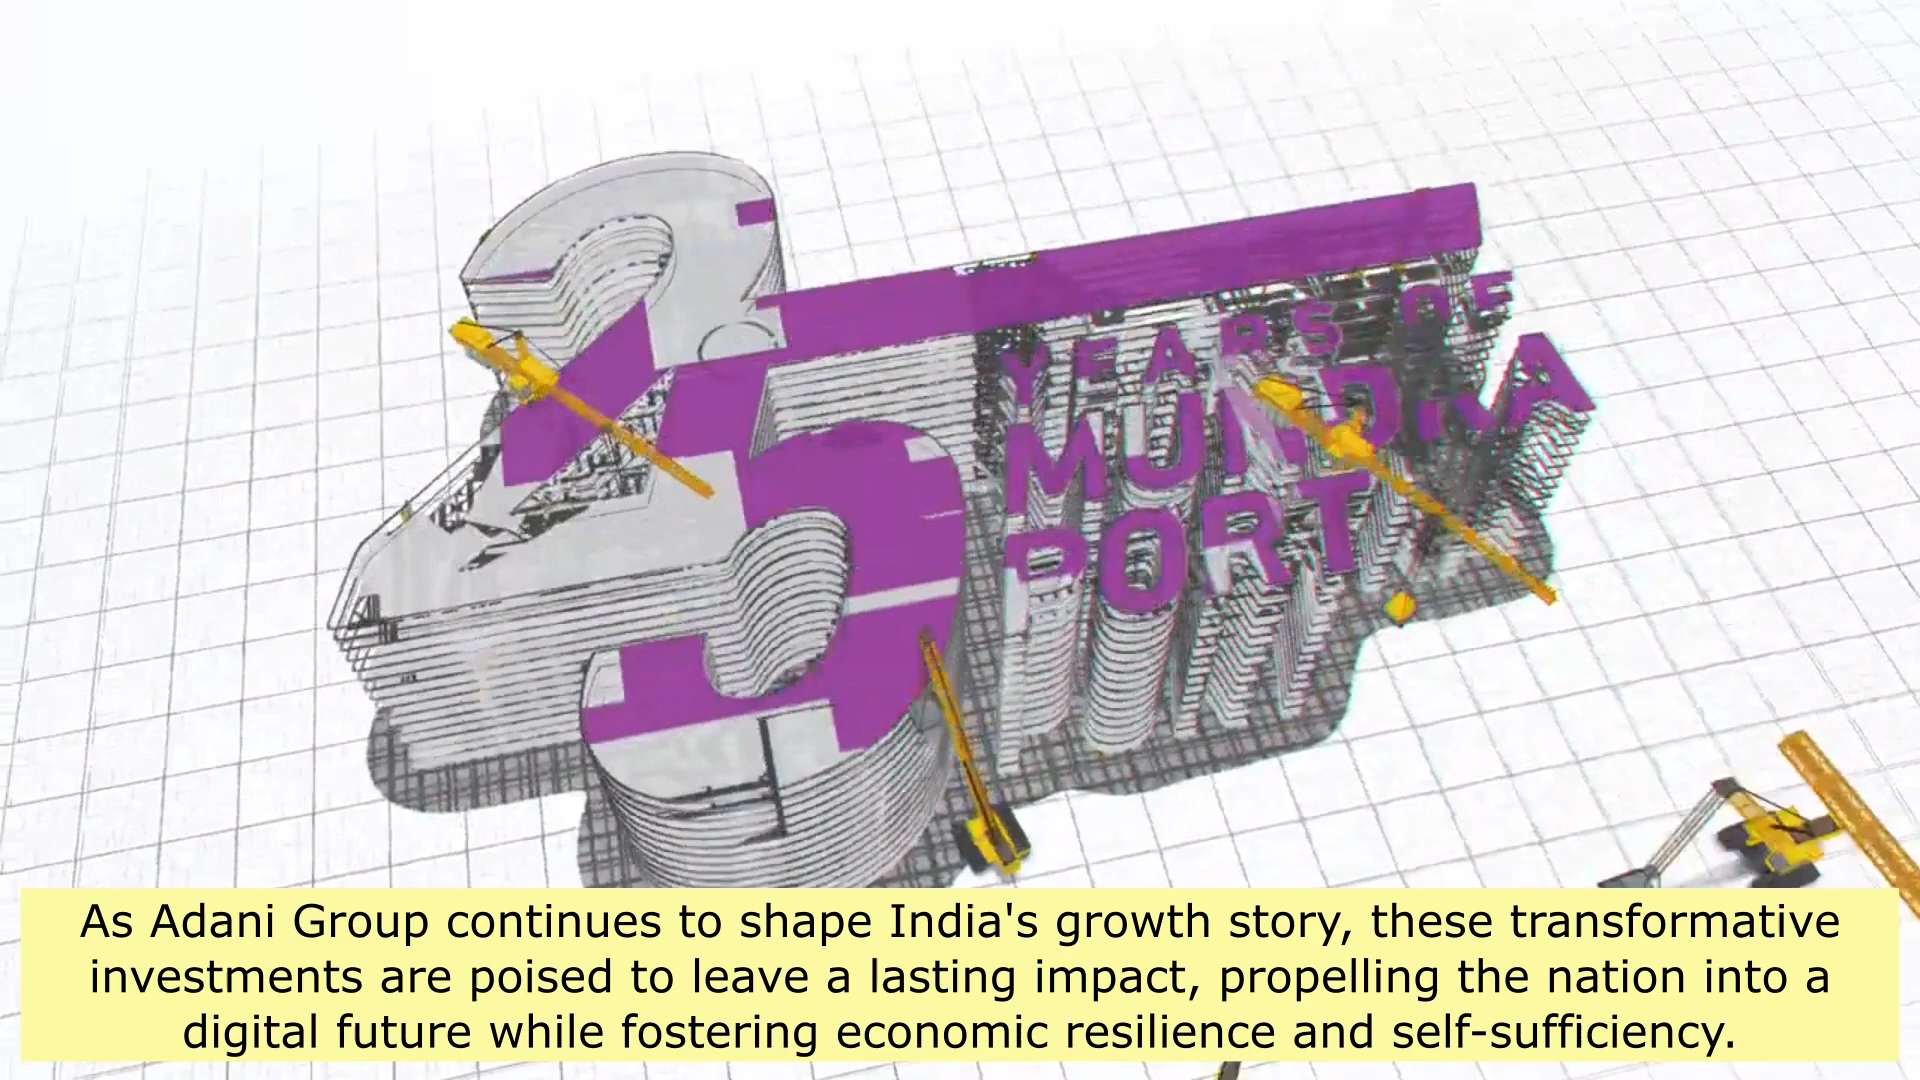 25
YEARS OF
MUNDRA
PORT
As Adani Group continues to shape India's growth story, these transformative
investments are poised to leave a lasting impact, propelling the nation into a
digital future while fostering economic resilience and self-sufficiency.